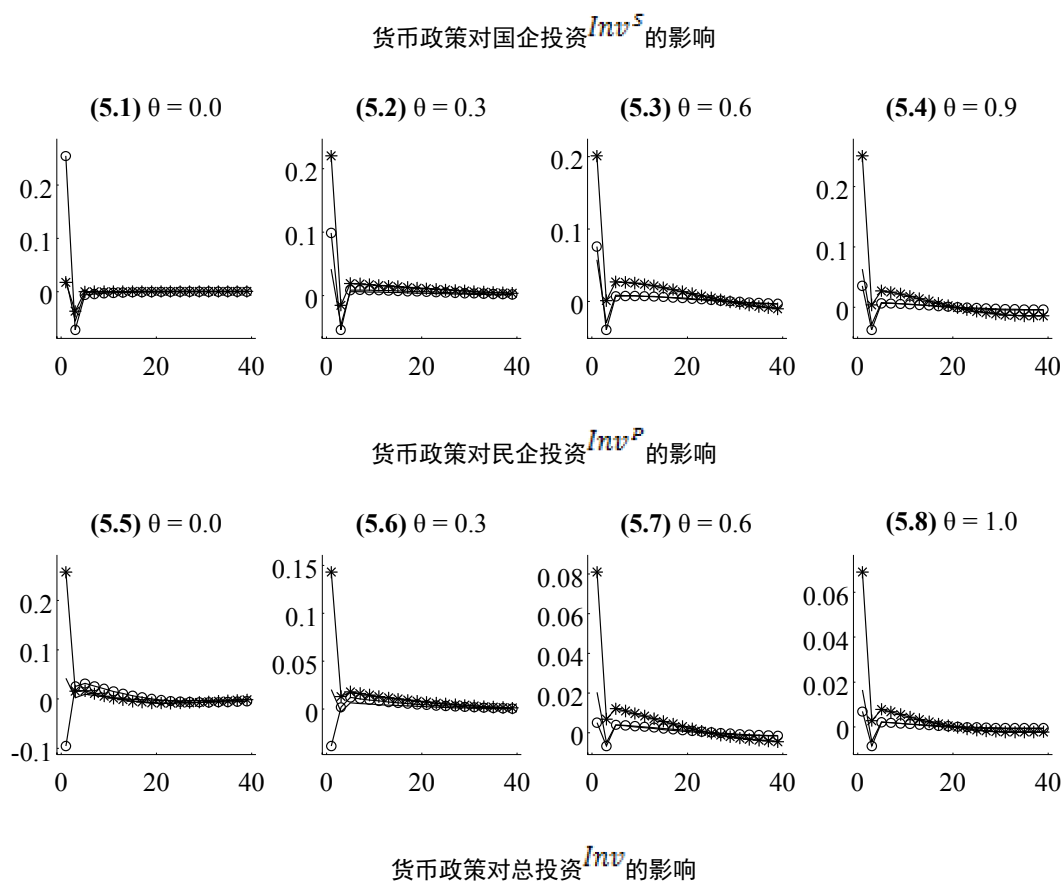 货币政策对国企投资Inv^S的影响
(5.1) θ = 0.0 (5.2) θ = 0.3 (5.3) θ = 0.6 (5.4) θ = 0.9
0.2 0.1 0
0.2 0.1 0
0.2 0.1 0
0.2 0.1 0
0 20 40 0 20 40 0 20 40 0 20 40
货币政策对民企投资Inv^P的影响
(5.5) θ = 0.0 (5.6) θ = 0.3 (5.7) θ = 0.6 (5.8) θ = 1.0
0.2 0.1 0 -0.1
0.15 0.1 0.05 0
0.08 0.06 0.04 0.02 0
0.06 0.04 0.02 0
0 20 40 0 20 40 0 20 40 0 20 40
货币政策对总投资Inv的影响